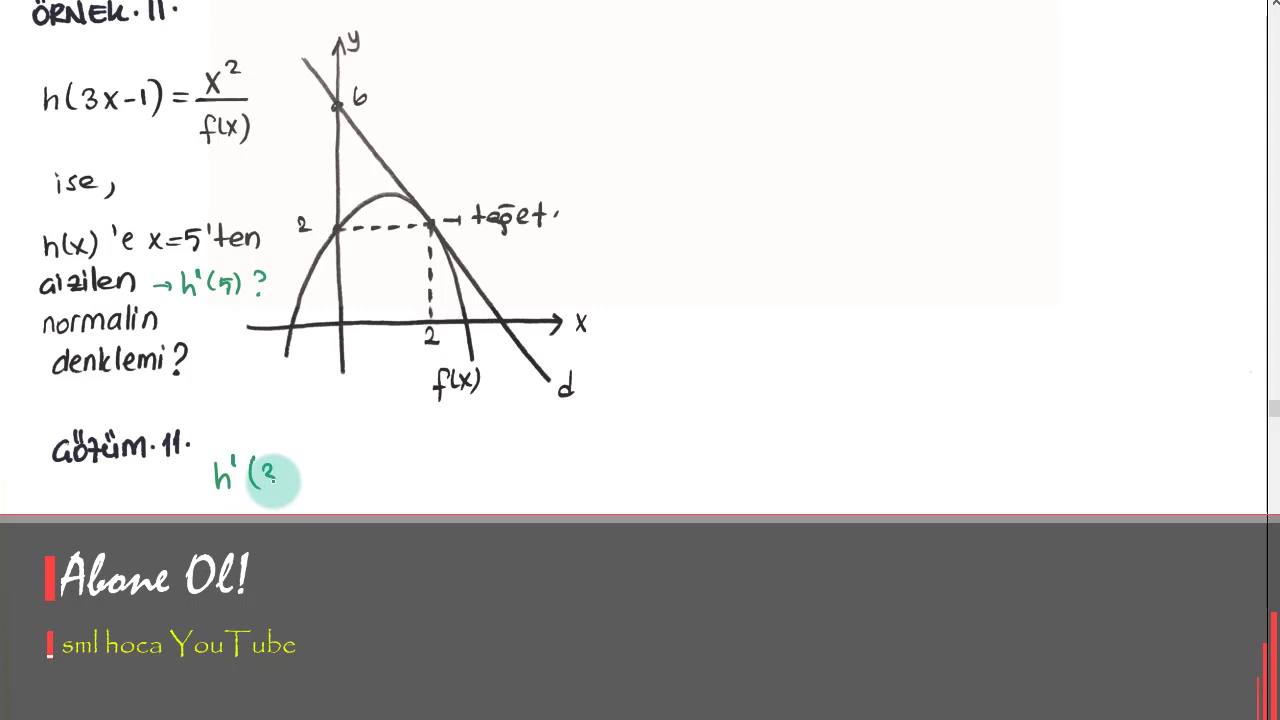 ÖRNEK.11.
y
6
h(3x-1) = x² / f(x)
ise,
2
teğet.
h(x) 'e x=5'ten
çizilen → h'(5) ?
normalin
x
2
denklemi?
f(x)
d
Çözüm.11.
h' (3
Abone Ol!
sml hoca YouTube